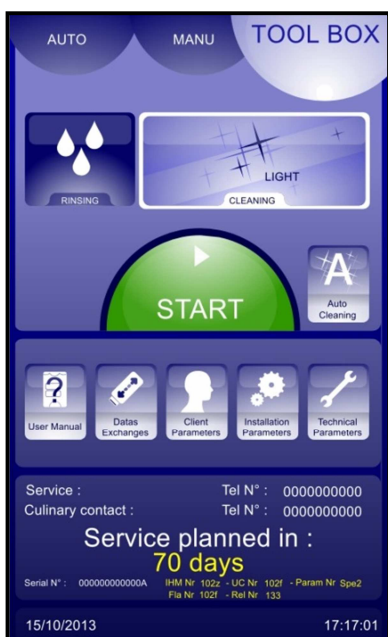 AUTO MANU TOOL BOX
LIGHT
RINSING CLEANING
START
A
Auto
Cleaning
?
User Manual
Datas
Exchanges
Client
Parameters
Installation
Parameters
Technical
Parameters
Service : Tel N° : 0000000000
Culinary contact : Tel N° : 0000000000
Service planned in :
70 days
Serial N° : 000000000000A IHM Nr 102z - UC Nr 102f - Param Nr Spe2
Fla Nr 102f - Rel Nr 133
15/10/2013 17:17:01